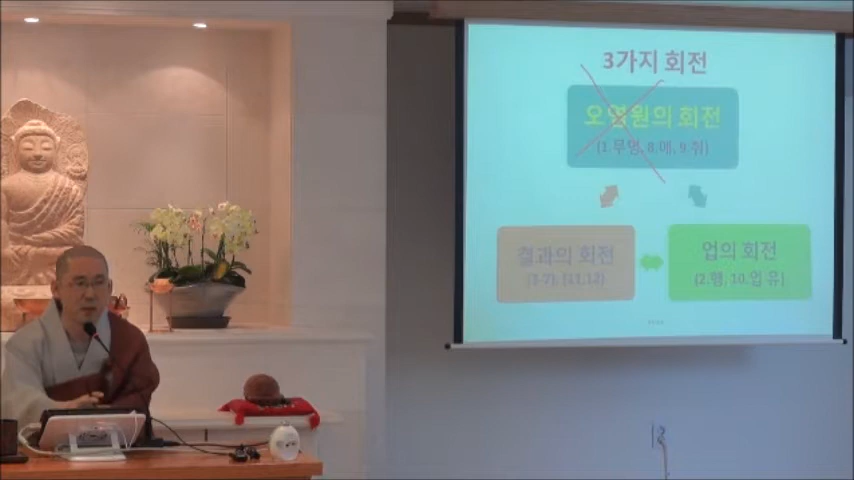 3가지 회전
오염원의 회전
(1.무명, 8.애, 9.취)
결과의 회전
(3-7), (11,12)
업의 회전
(2.행, 10.업 유)